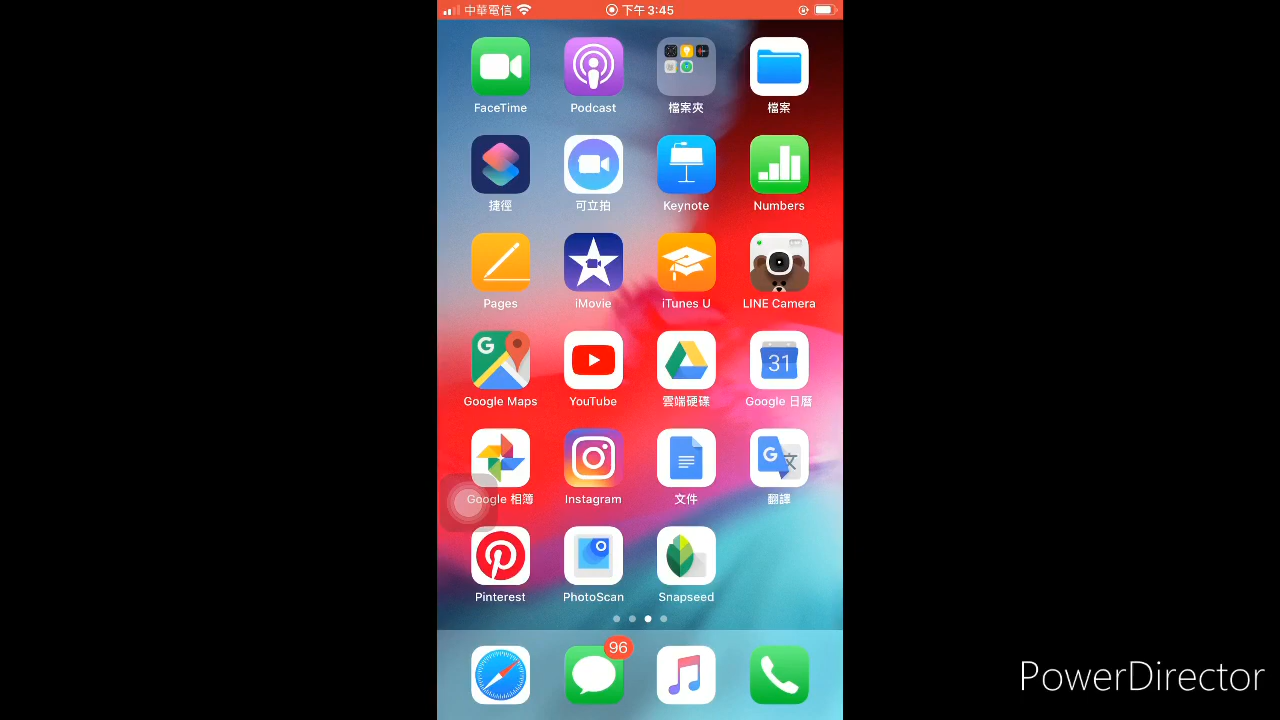 中華電信 下午3:45
FaceTime Podcast 檔案夾 檔案
捷徑 可立拍 Keynote Numbers
Pages iMovie iTunes U LINE Camera
G
31
Google Maps YouTube 雲端硬碟 Google 日曆
G 文
Google 相簿 Instagram 文件 翻譯
Pinterest PhotoScan Snapseed
96
PowerDirector